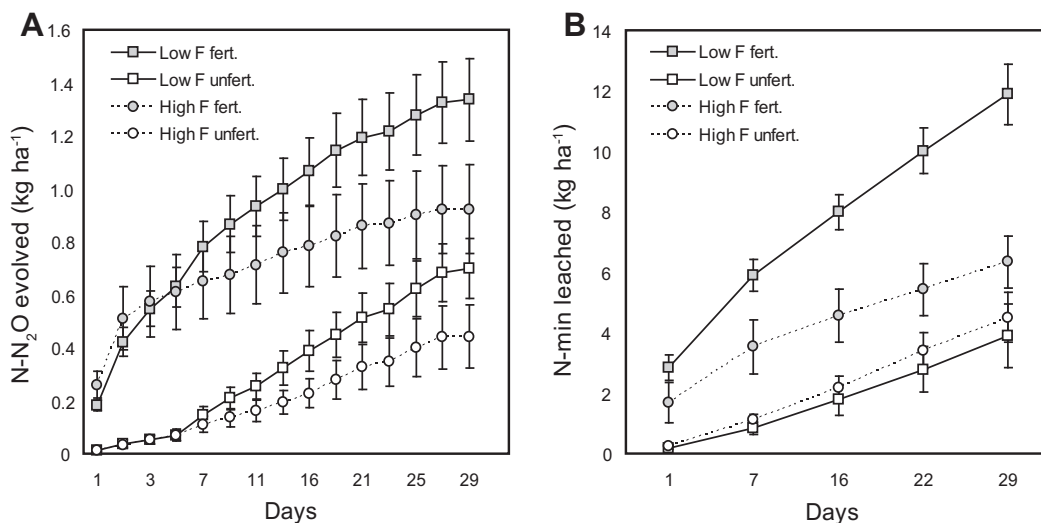 A
1.6
1.4
1.2
1.0
0.8
0.6
0.4
0.2
0
N-N2O evolved (kg ha-1)
Low F fert.
Low F unfert.
High F fert.
High F unfert.
1 3 7 11 16 21 25 29
Days
B
14
12
10
8
6
4
2
0
N-min leached (kg ha-1)
Low F fert.
Low F unfert.
High F fert.
High F unfert.
1 7 16 22 29
Days